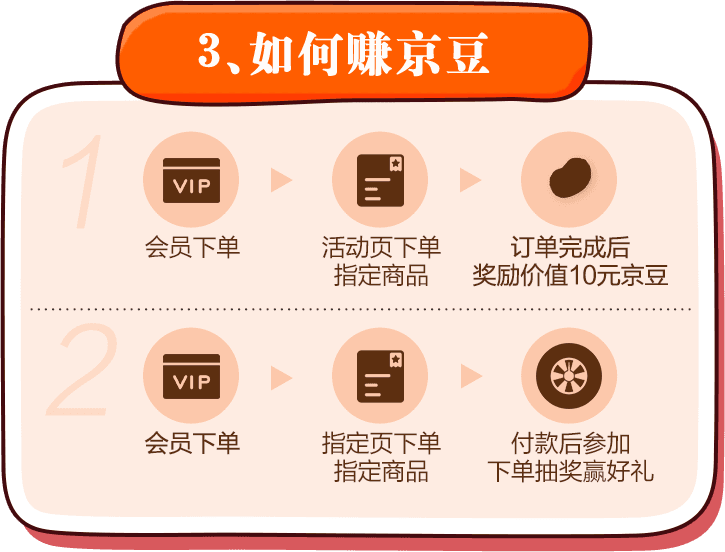 3、如何赚京豆
1
VIP
会员下单
活动页下单
指定商品
订单完成后
奖励价值10元京豆
2
VIP
会员下单
指定页下单
指定商品
付款后参加
下单抽奖赢好礼